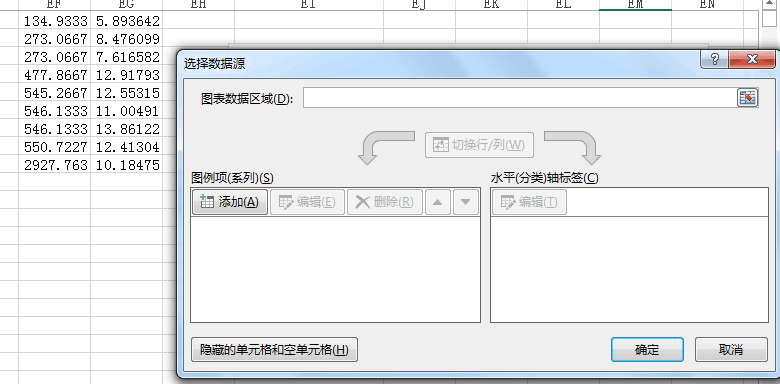 EF EG EH EI EJ EK EL EM EN
134.9333 5.893642
273.0667 8.476099
273.0667 7.616582
477.8667 12.91793
545.2667 12.55315
546.1333 11.00491
546.1333 13.86122
550.7227 12.41304
2927.763 10.18475
选择数据源
图表数据区域(D):
切换行/列(W)
图例项(系列)(S)
水平(分类)轴标签(C)
添加(A) 编辑(E) 删除(R)
编辑(T)
隐藏的单元格和空单元格(H)
确定 取消